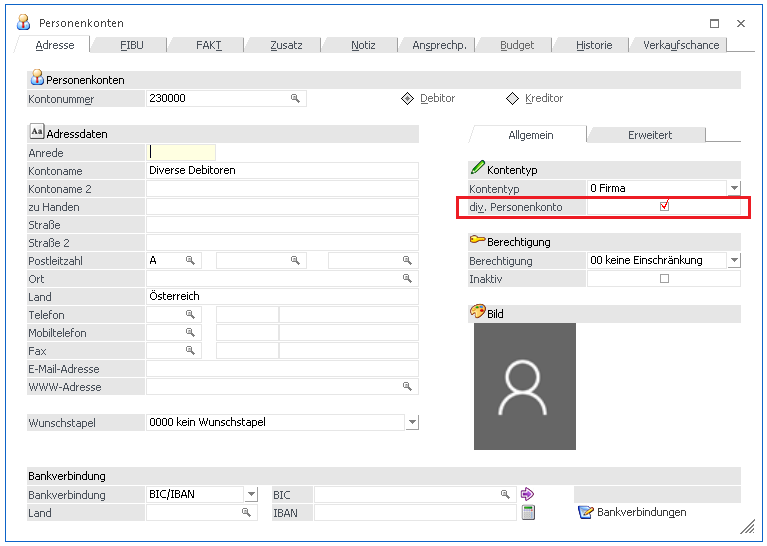 Personenkonten
Adresse FIBU FAKT Zusatz Notiz Ansprechp. Budget Historie Verkaufschance
Personenkonten
Kontonummer 230000 Debitor Kreditor
Aa Adressdaten
Anrede
Kontoname Diverse Debitoren
Kontoname 2
zu Handen
Straße
Straße 2
Postleitzahl A
Ort
Land Österreich
Telefon
Mobiltelefon
Fax
E-Mail-Adresse
WWW-Adresse
Wunschstapel 0000 kein Wunschstapel
Allgemein Erweitert
Kontentyp
Kontentyp 0 Firma
div. Personenkonto
Berechtigung
Berechtigung 00 keine Einschränkung
Inaktiv
Bild
Bankverbindung
Bankverbindung BIC/IBAN BIC
Land IBAN Bankverbindungen